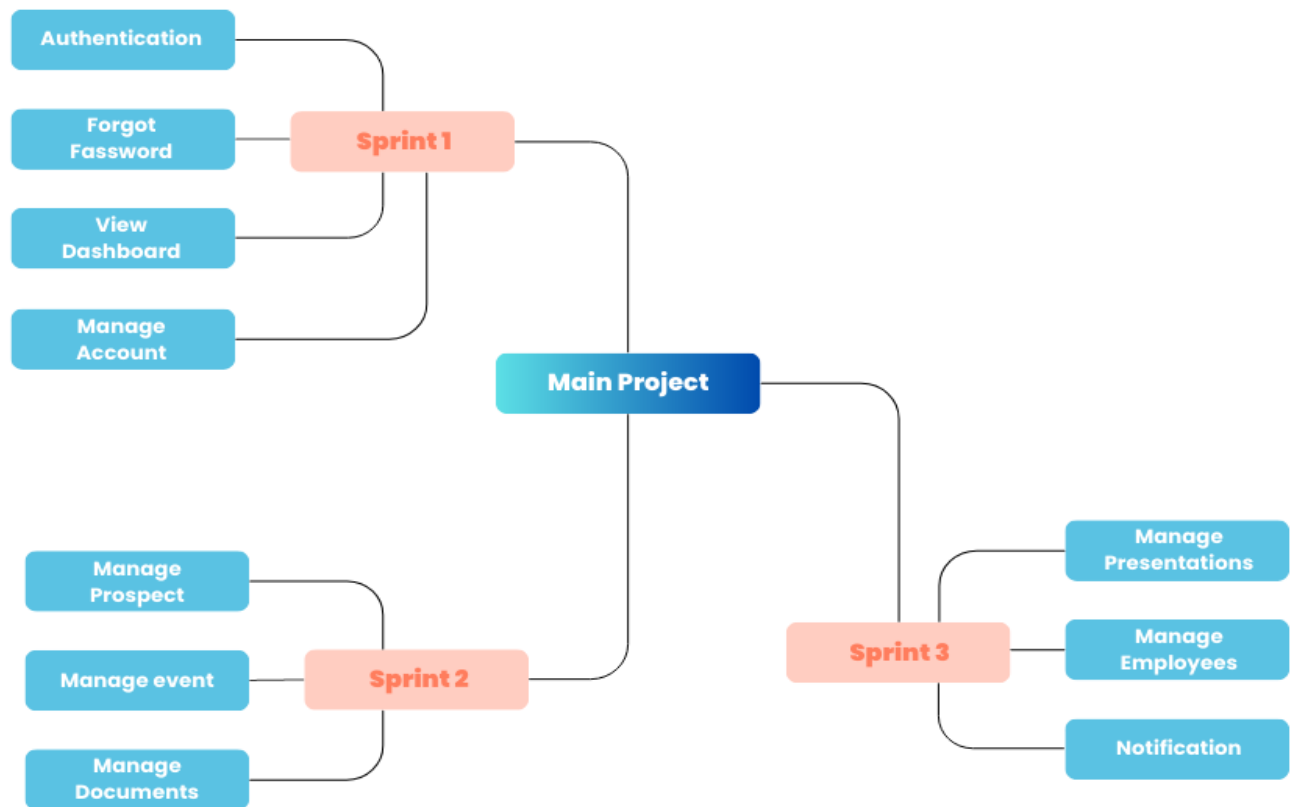 Authentication
Forgot
Fassword
View
Dashboard
Manage
Account
Sprint 1
Main Project
Manage
Prospect
Manage event
Manage
Documents
Sprint 2
Sprint 3
Manage
Presentations
Manage
Employees
Notification